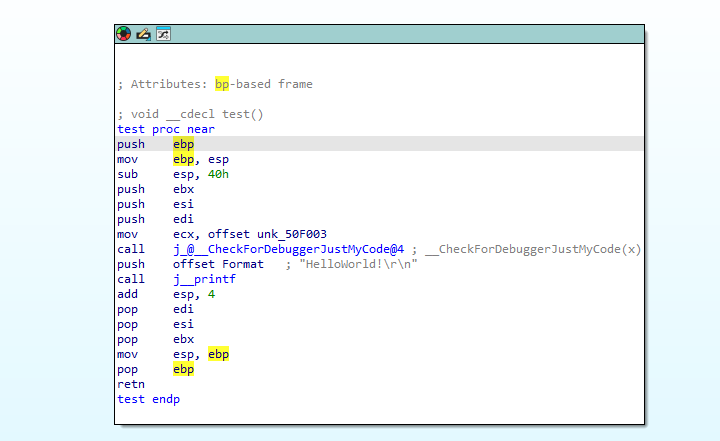 ; Attributes: bp-based frame
; void __cdecl test()
test proc near
push    ebp
mov     ebp, esp
sub     esp, 40h
push    ebx
push    esi
push    edi
mov     ecx, offset unk_50F003
call    j_@__CheckForDebuggerJustMyCode@4 ; __CheckForDebuggerJustMyCode(x)
push    offset Format   ; "HelloWorld!\r\n"
call    j__printf
add     esp, 4
pop     edi
pop     esi
pop     ebx
mov     esp, ebp
pop     ebp
retn
test endp